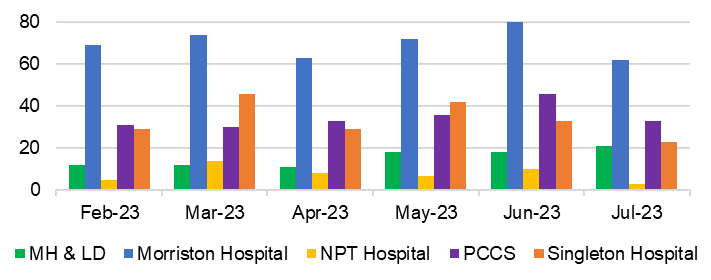 80
60
40
20
0
Feb-23 Mar-23 Apr-23 May-23 Jun-23 Jul-23
MH & LD Morriston Hospital NPT Hospital PCCS Singleton Hospital